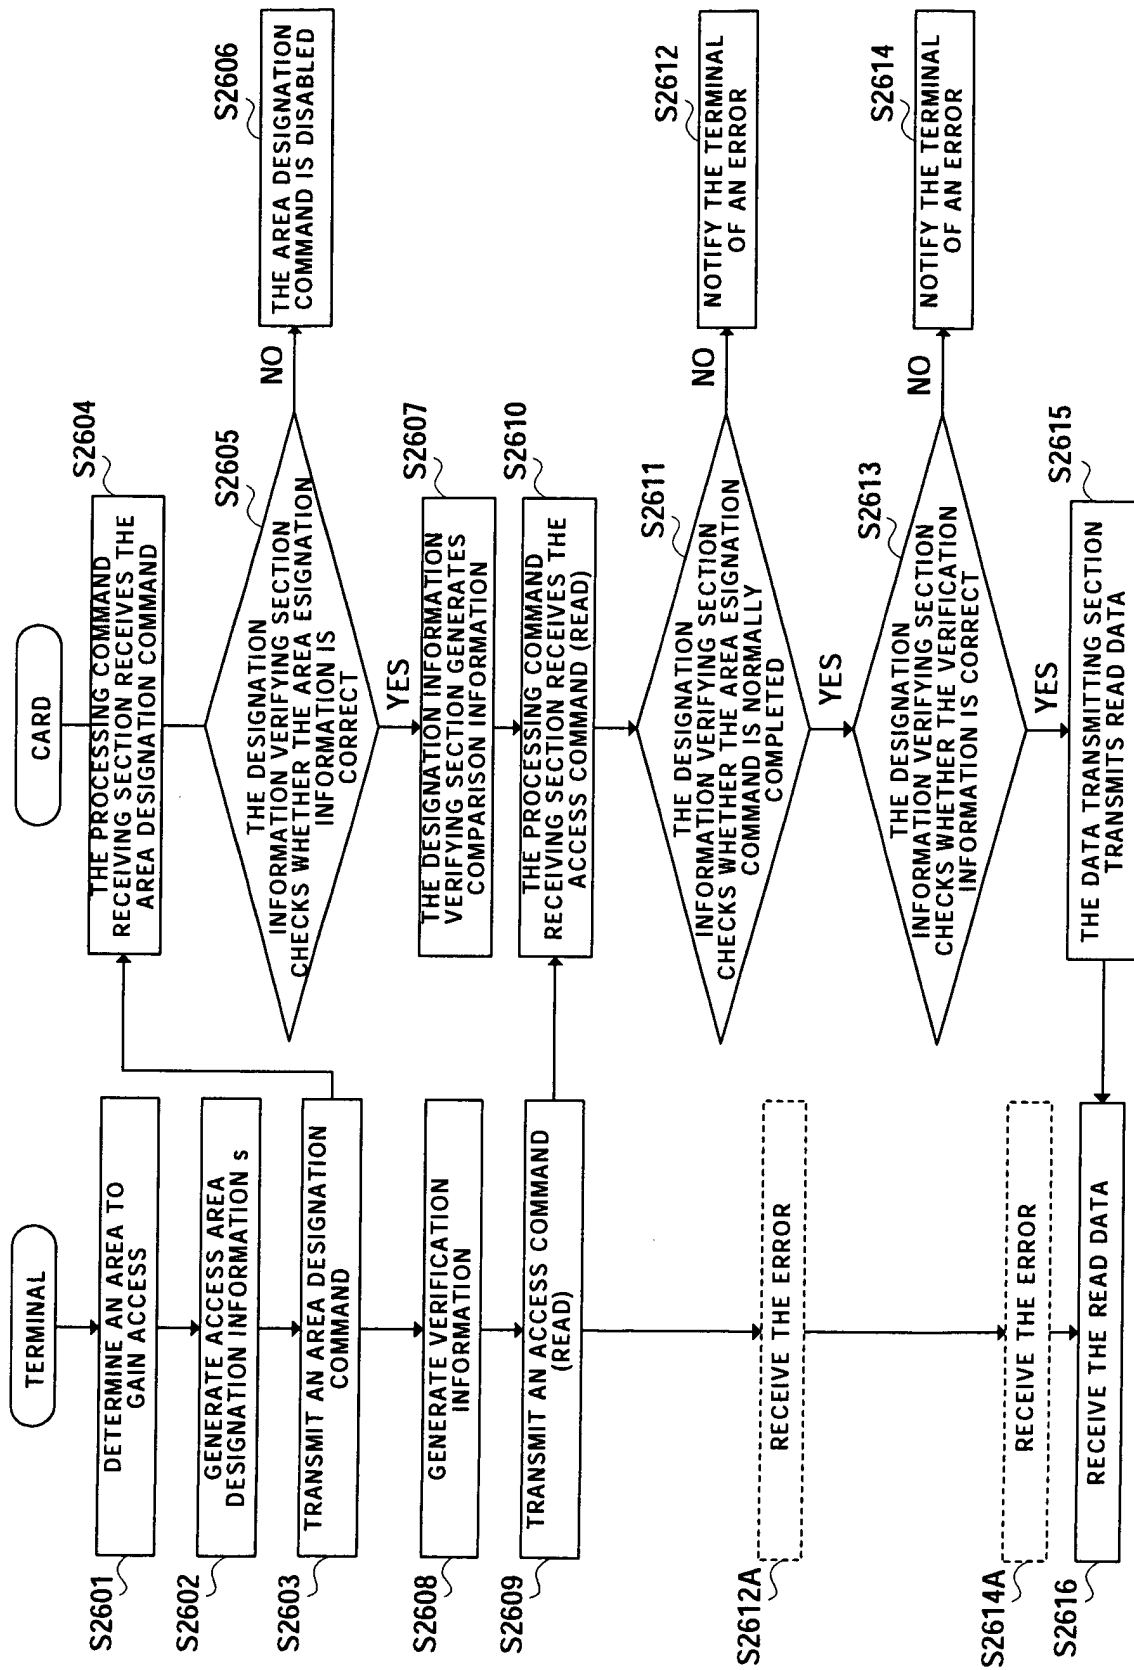 TERMINAL
S2601
DETERMINE AN AREA TO
GAIN ACCESS
S2602
GENERATE ACCESS AREA
DESIGNATION INFORMATION s
S2603
TRANSMIT AN AREA DESIGNATION
COMMAND
S2608
GENERATE VERIFICATION
INFORMATION
S2609
TRANSMIT AN ACCESS COMMAND
(READ)
S2612A
RECEIVE THE ERROR
S2614A
RECEIVE THE ERROR
S2616
RECEIVE THE READ DATA
CARD
S2604
THE PROCESSING COMMAND
RECEIVING SECTION RECEIVES THE
AREA DESIGNATION COMMAND
S2605
THE DESIGNATION
INFORMATION VERIFYING SECTION
CHECKS WHETHER THE AREA ESIGNATION
INFORMATION IS
CORRECT
NO
S2606
THE AREA DESIGNATION
COMMAND IS DISABLED
YES
S2607
THE DESIGNATION INFORMATION
VERIFYING SECTION GENERATES
COMPARISON INFORMATION
S2610
THE PROCESSING COMMAND
RECEIVING SECTION RECEIVES THE
ACCESS COMMAND (READ)
S2611
THE DESIGNATION
INFORMATION VERIFYING SECTION
CHECKS WHETHER THE AREA ESIGNATION
COMMAND IS NORMALLY
COMPLETED
NO
S2612
NOTIFY THE TERMINAL
OF AN ERROR
YES
S2613
THE DESIGNATION
INFORMATION VERIFYING SECTION
CHECKS WHETHER THE VERIFICATION
INFORMATION IS CORRECT
NO
S2614
NOTIFY THE TERMINAL
OF AN ERROR
YES
S2615
THE DATA TRANSMITTING SECTION
TRANSMITS READ DATA